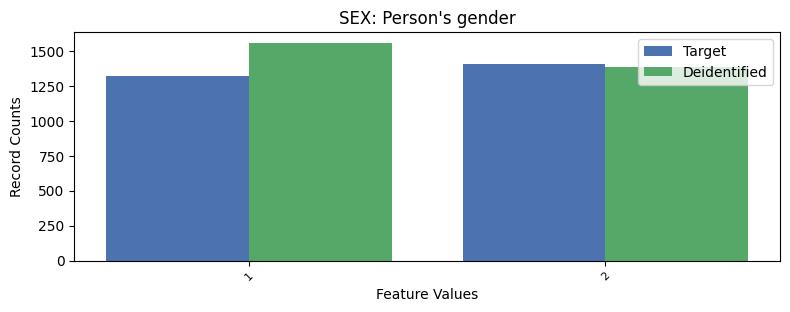 SEX: Person's gender
Target
Deidentified
Record Counts
1500
1250
1000
750
500
250
0
1
2
Feature Values